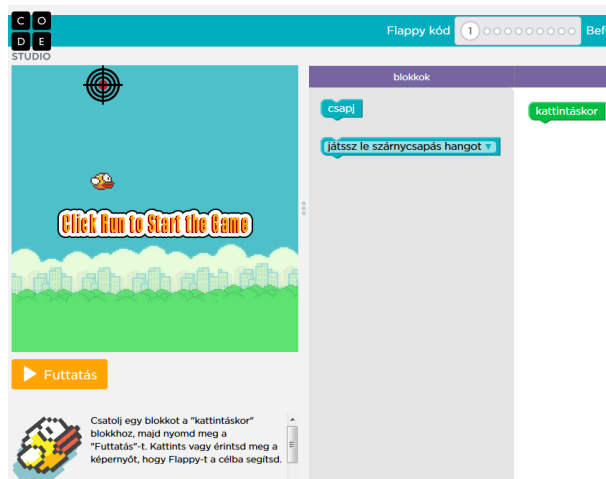 C O
D E
STUDIO
Flappy kód
1
Bef
blokkok
csapj
kattintáskor
játssz le szárnycsapás hangot
Click Run to Start the Game
Futtatás
Csatolj egy blokkot a "kattintáskor"
blokkhoz, majd nyomd meg a
"Futtatás"-t. Kattints vagy érintsd meg a
képernyőt, hogy Flappy-t a célba segítsd.